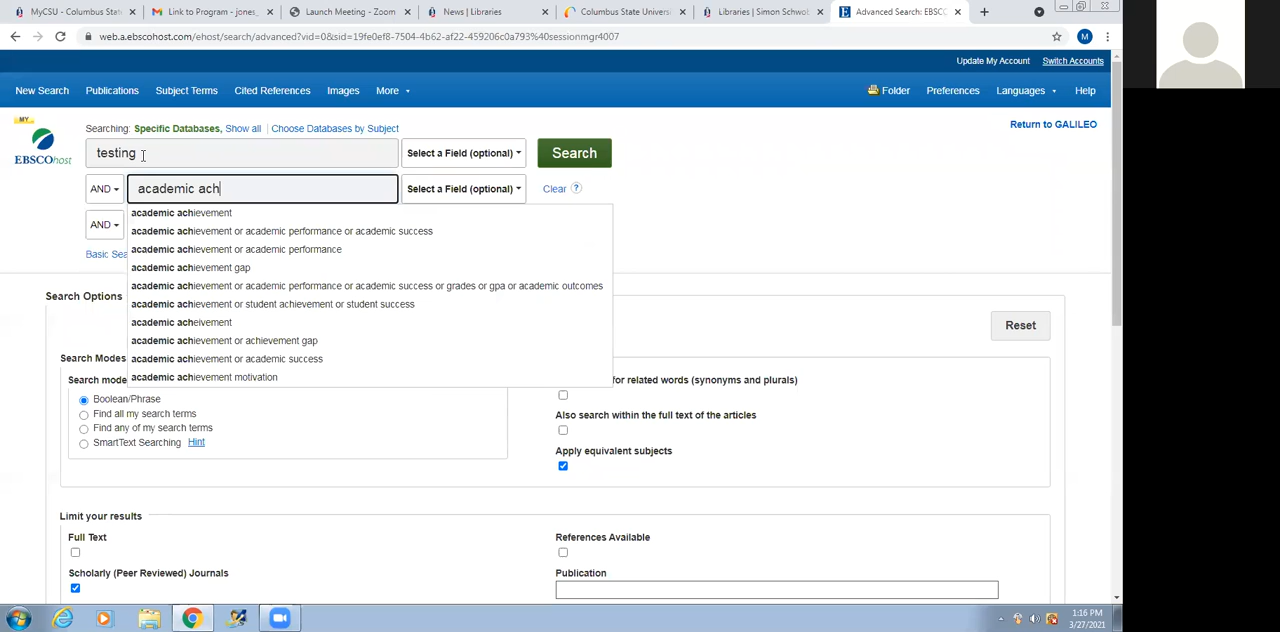 MyCSU - Columbus Stat
Link to Program - jones_
Launch Meeting - Zoom
News | Libraries
Columbus State Universi
Libraries | Simon Schwob
Advanced Search: EBSCO
web.a.ebscohost.com/ehost/search/advanced?vid=0&sid=19fe0ef8-7504-4b62-af22-459206c0a793%40sessionmgr4007
M
Update My Account Switch Accounts
New Search Publications Subject Terms Cited References Images More Folder Preferences Languages Help
MY
EBSCOhost
Searching: Specific Databases, Show all | Choose Databases by Subject
Return to GALILEO
testing Select a Field (optional) Search
AND academic ach Select a Field (optional) Clear ?
AND
academic achievement
academic achievement or academic performance or academic success
academic achievement or academic performance
academic achievement gap
academic achievement or academic performance or academic success or grades or gpa or academic outcomes
academic achievement or student achievement or student success
academic acheivement
academic achievement or achievement gap
academic achievement or academic success
academic achievement motivation
Basic Sea
Search Options
Reset
Search Modes
Search mode
Boolean/Phrase
Find all my search terms
Find any of my search terms
SmartText Searching Hint
for related words (synonyms and plurals)
Also search within the full text of the articles
Apply equivalent subjects
Limit your results
Full Text
References Available
Scholarly (Peer Reviewed) Journals
Publication
1:16 PM
3/27/2021